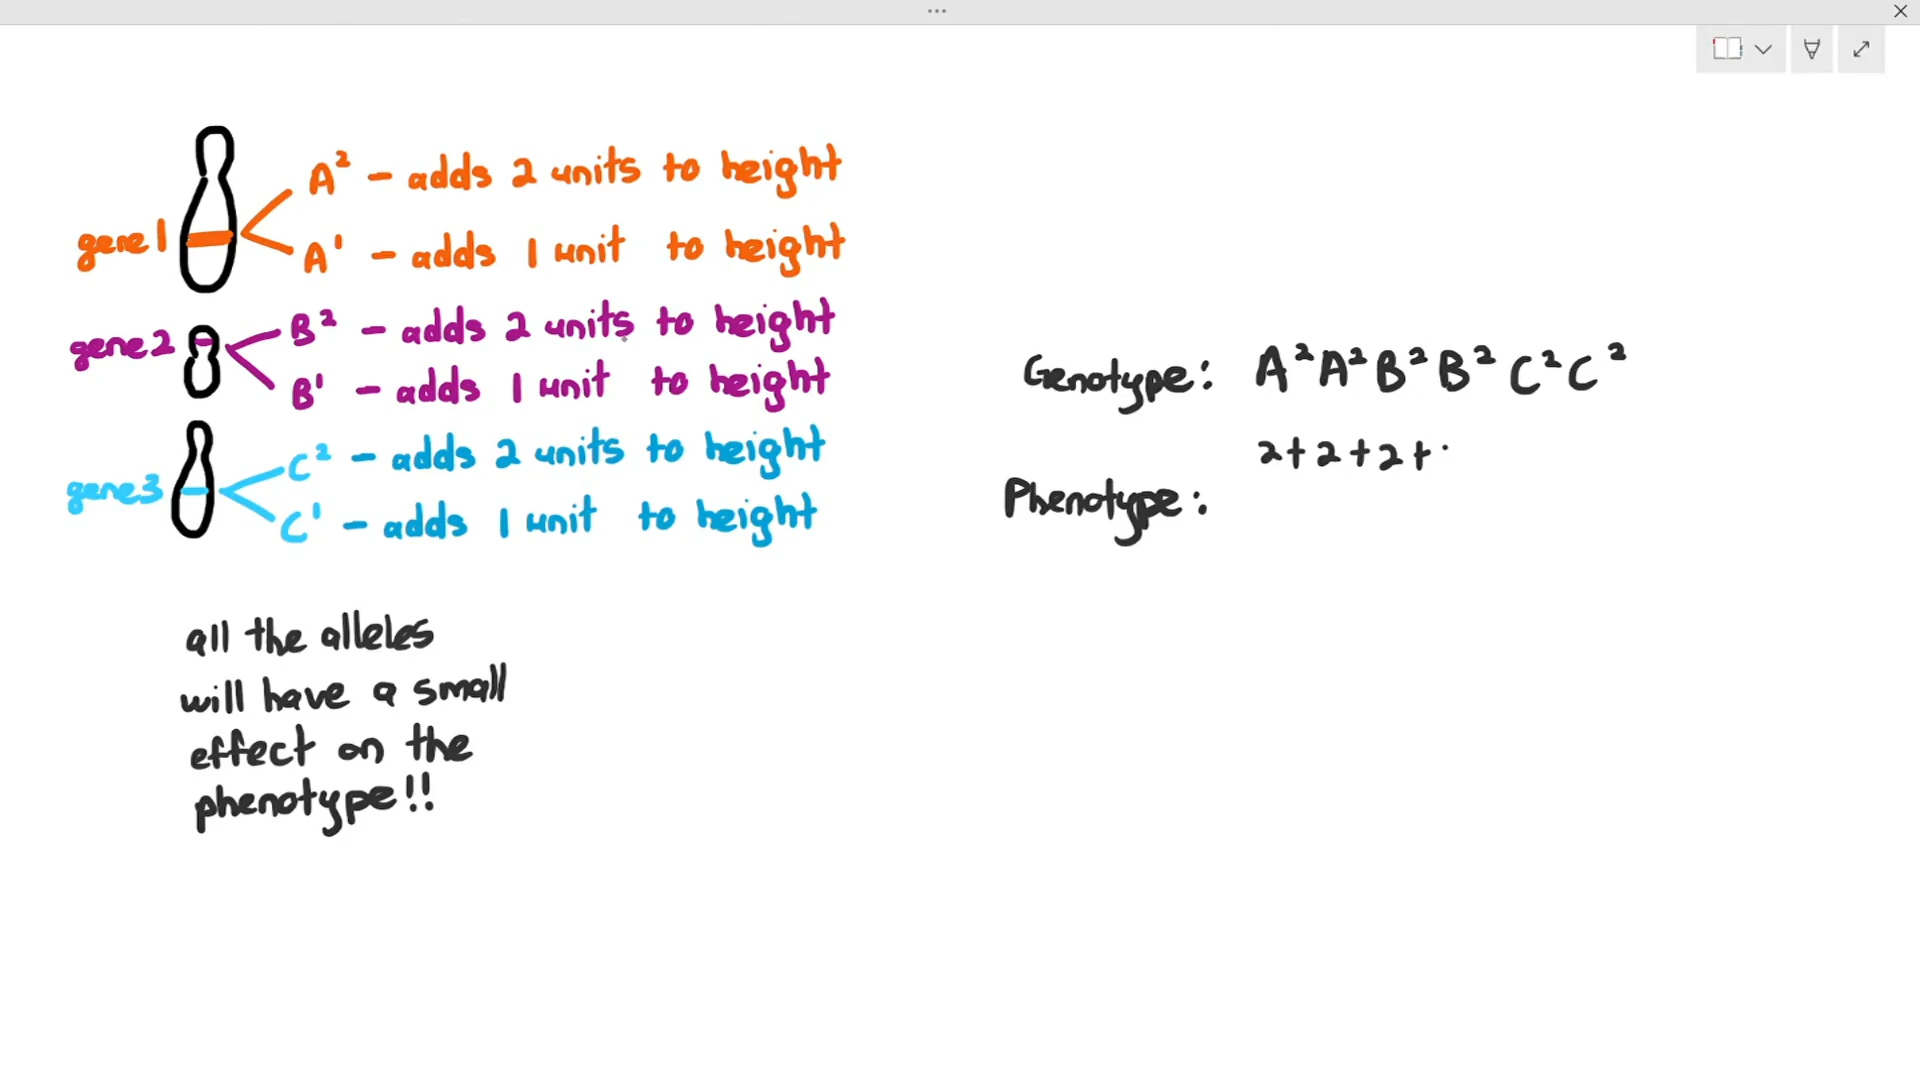 A² – adds 2 units to height
gene 1
A¹ – adds 1 unit to height
B² – adds 2 units to height
gene 2
B¹ – adds 1 unit to height
C² – adds 2 units to height
gene 3
C¹ – adds 1 unit to height
all the alleles
will have a small
effect on the
phenotype!!
Genotype: A²A²B²B²C²C²
2+2+2+
Phenotype: